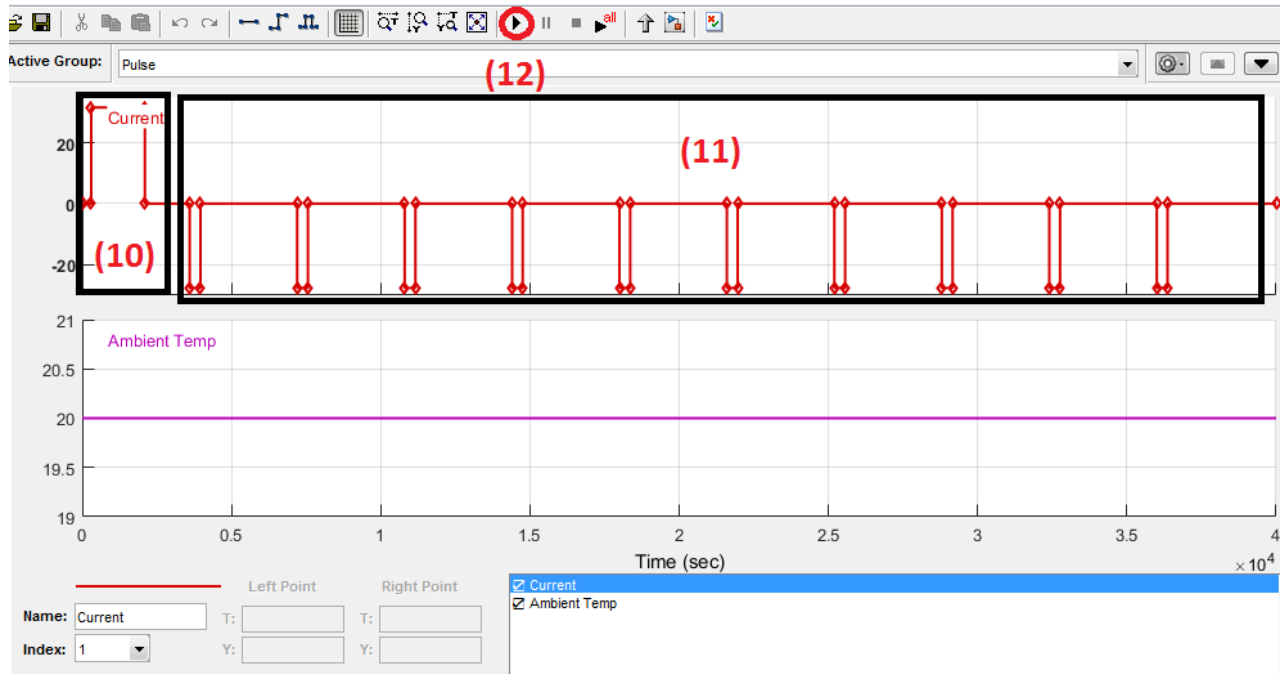 all
Active Group: Pulse
(12)
Current
20
0
-20
(10)
(11)
21
Ambient Temp
20.5
20
19.5
19
0 0.5 1 1.5 2 2.5 3 3.5 4
Time (sec)
×10⁴
Left Point Right Point
Name: Current T: T:
Index: 1 Y: Y:
Current
Ambient Temp